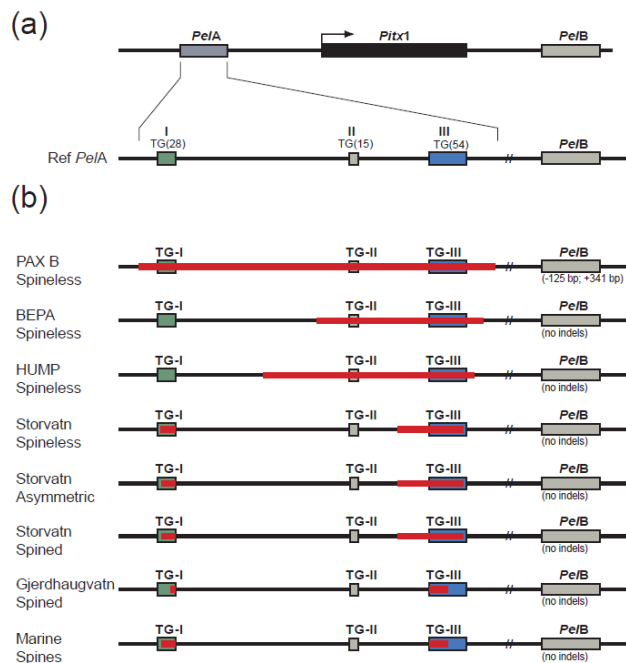 (a)
PelA Pitx1 PelB
I II III
TG(28) TG(15) TG(54)
Ref PelA // PelB
(b)
PAX B
Spineless
TG-I TG-II TG-III // PelB
(-125 bp; +341 bp)
BEPA
Spineless
TG-I TG-II TG-III // PelB
(no indels)
HUMP
Spineless
TG-I TG-II TG-III // PelB
(no indels)
Storvatn
Spineless
TG-I TG-II TG-III // PelB
(no indels)
Storvatn
Asymmetric
TG-I TG-II TG-III // PelB
(no indels)
Storvatn
Spined
TG-I TG-II TG-III // PelB
(no indels)
Gjerdhaugvatn
Spined
TG-I TG-II TG-III // PelB
(no indels)
Marine
Spines
TG-I TG-II TG-III // PelB
(no indels)